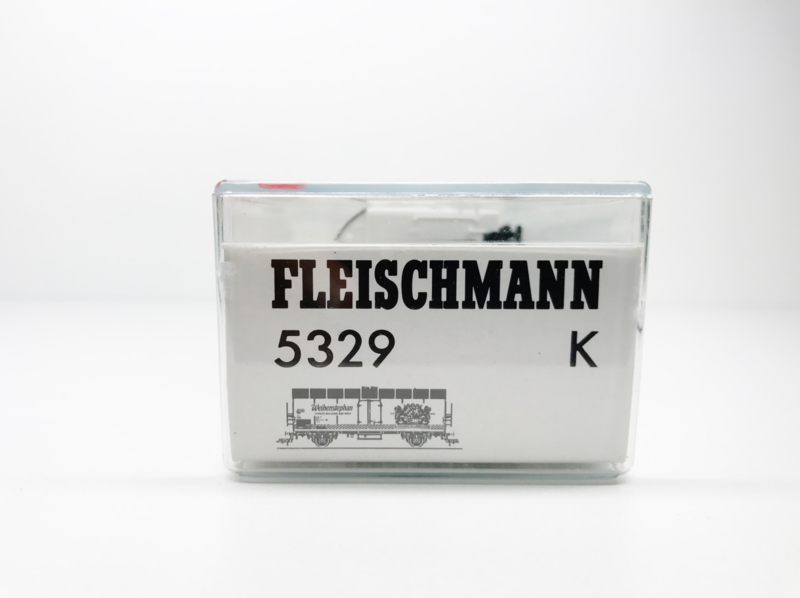 FLEISCHMANN
5329 K
Weihenstephan